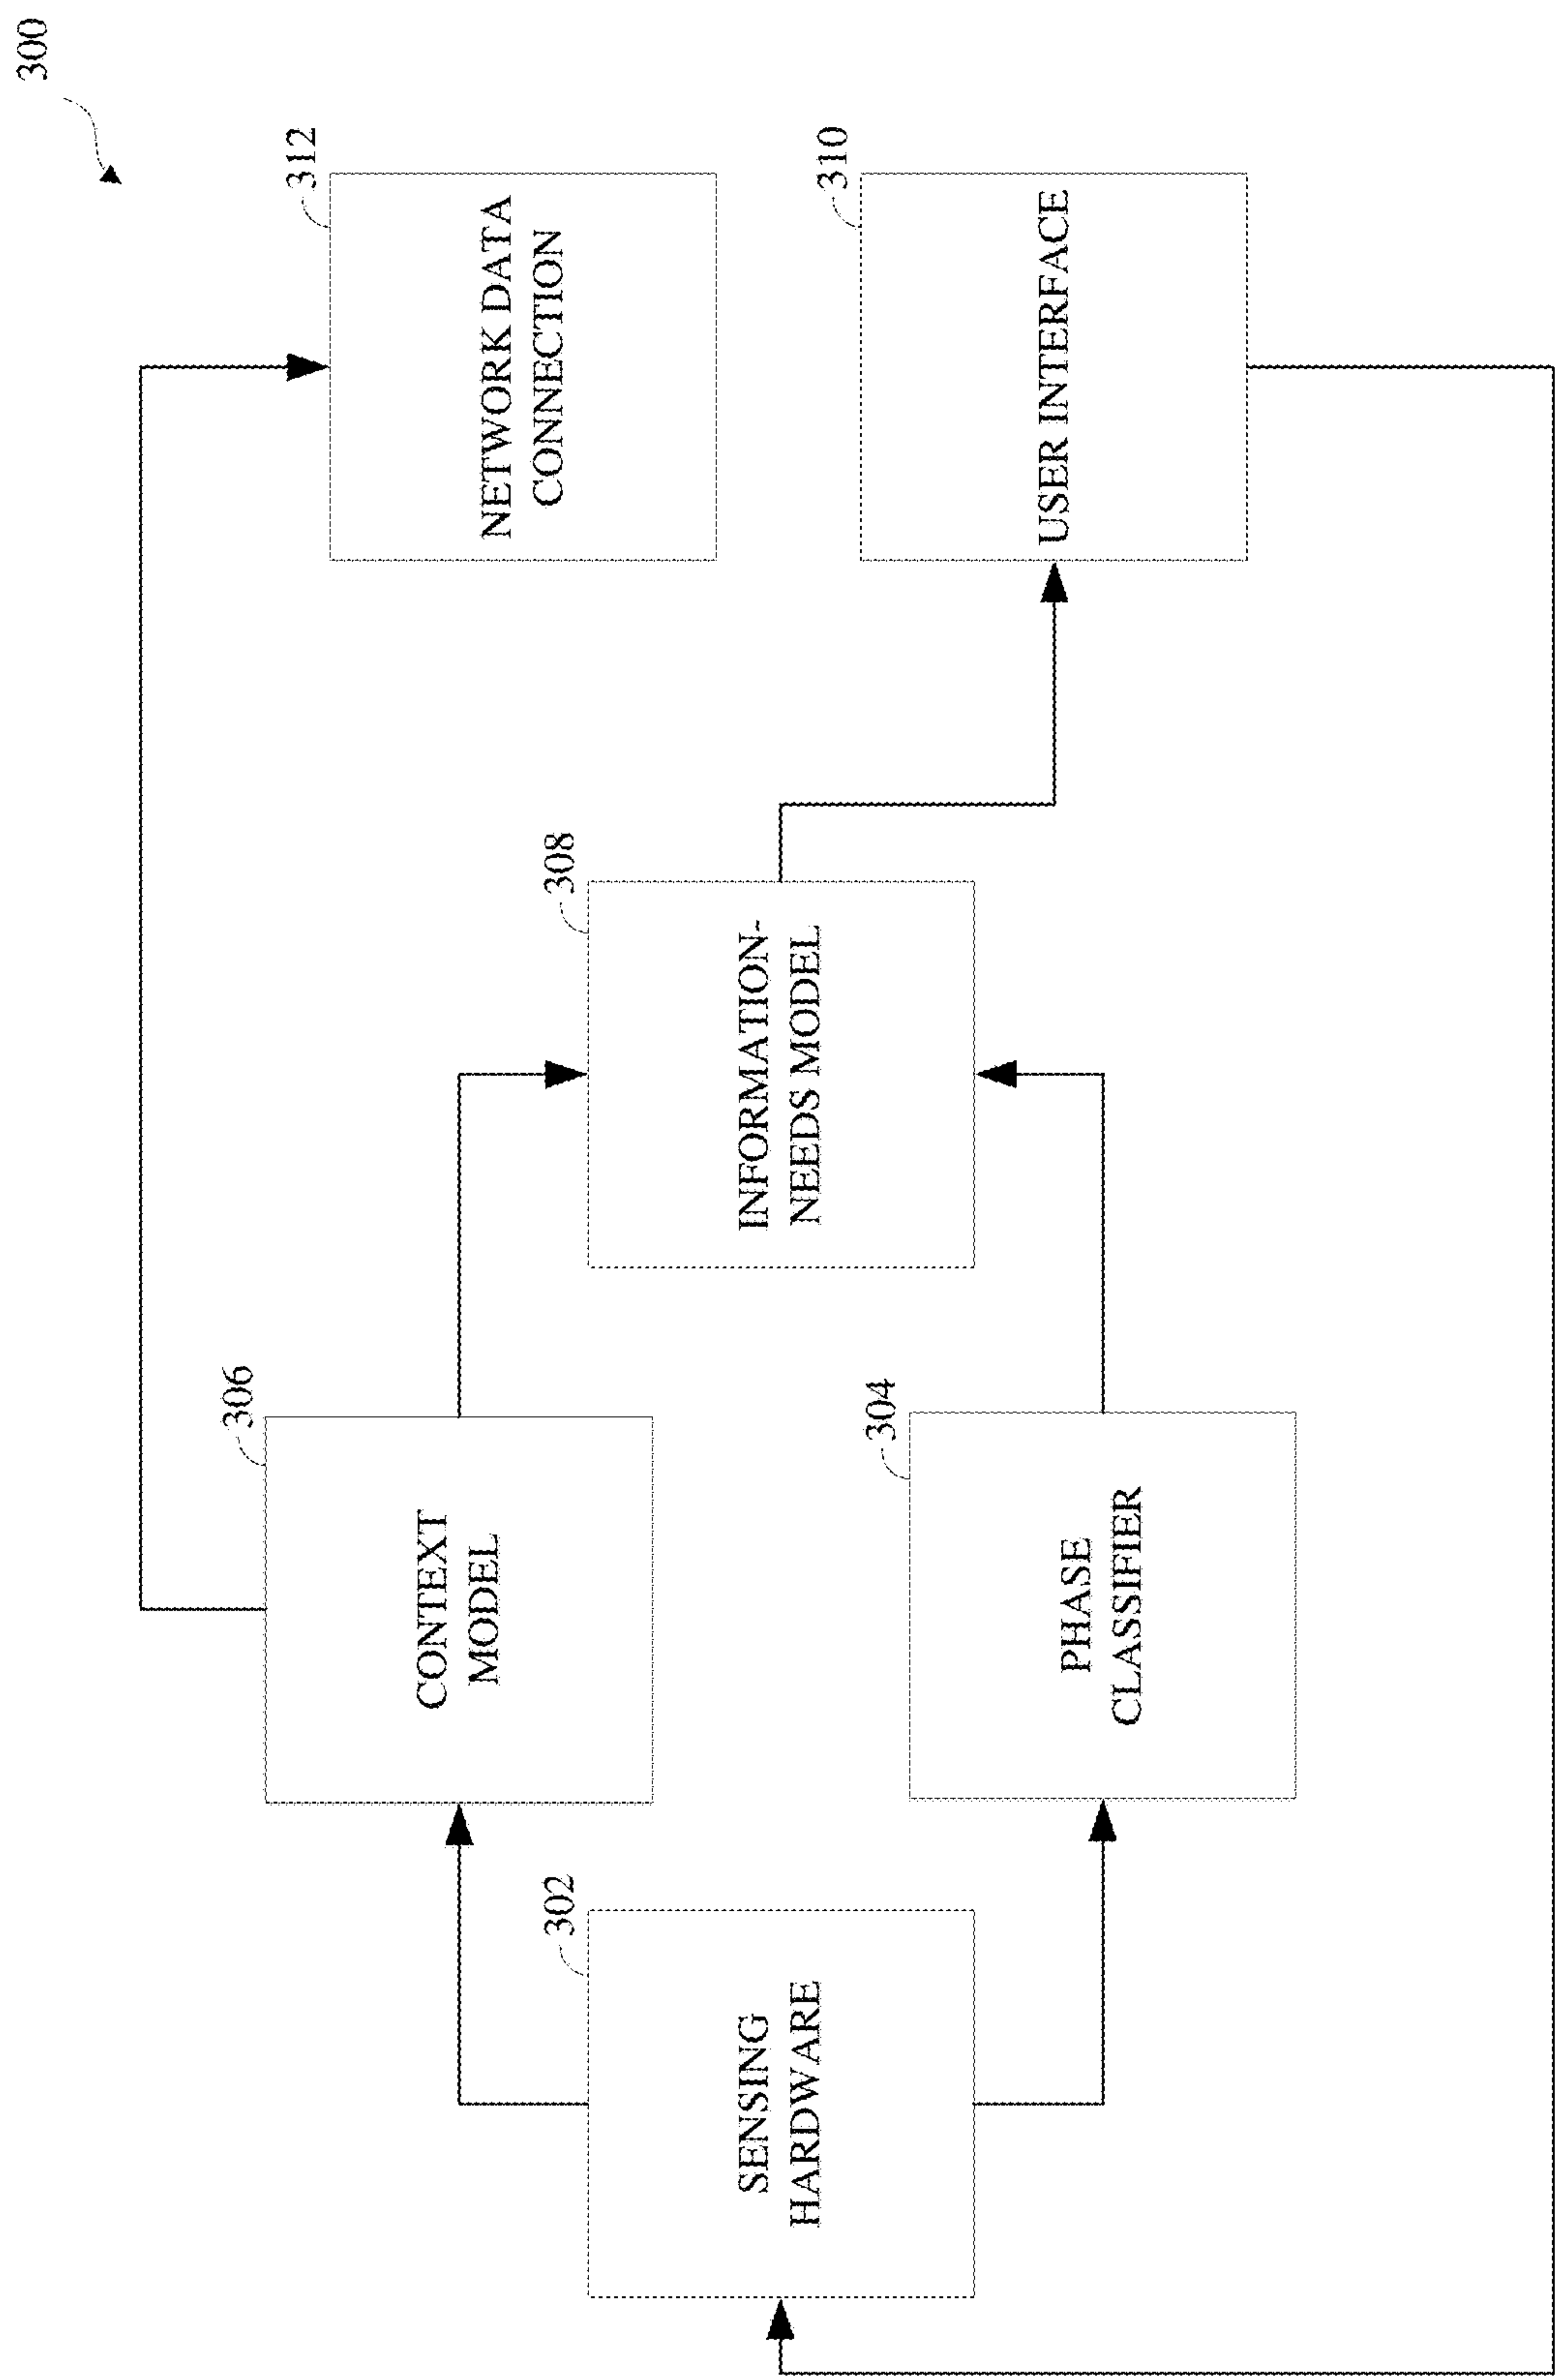 300
312
NETWORK DATA
CONNECTION
310
USER INTERFACE
308
INFORMATION-
NEEDS MODEL
306
CONTEXT
MODEL
304
PHASE
CLASSIFIER
302
SENSING
HARDWARE